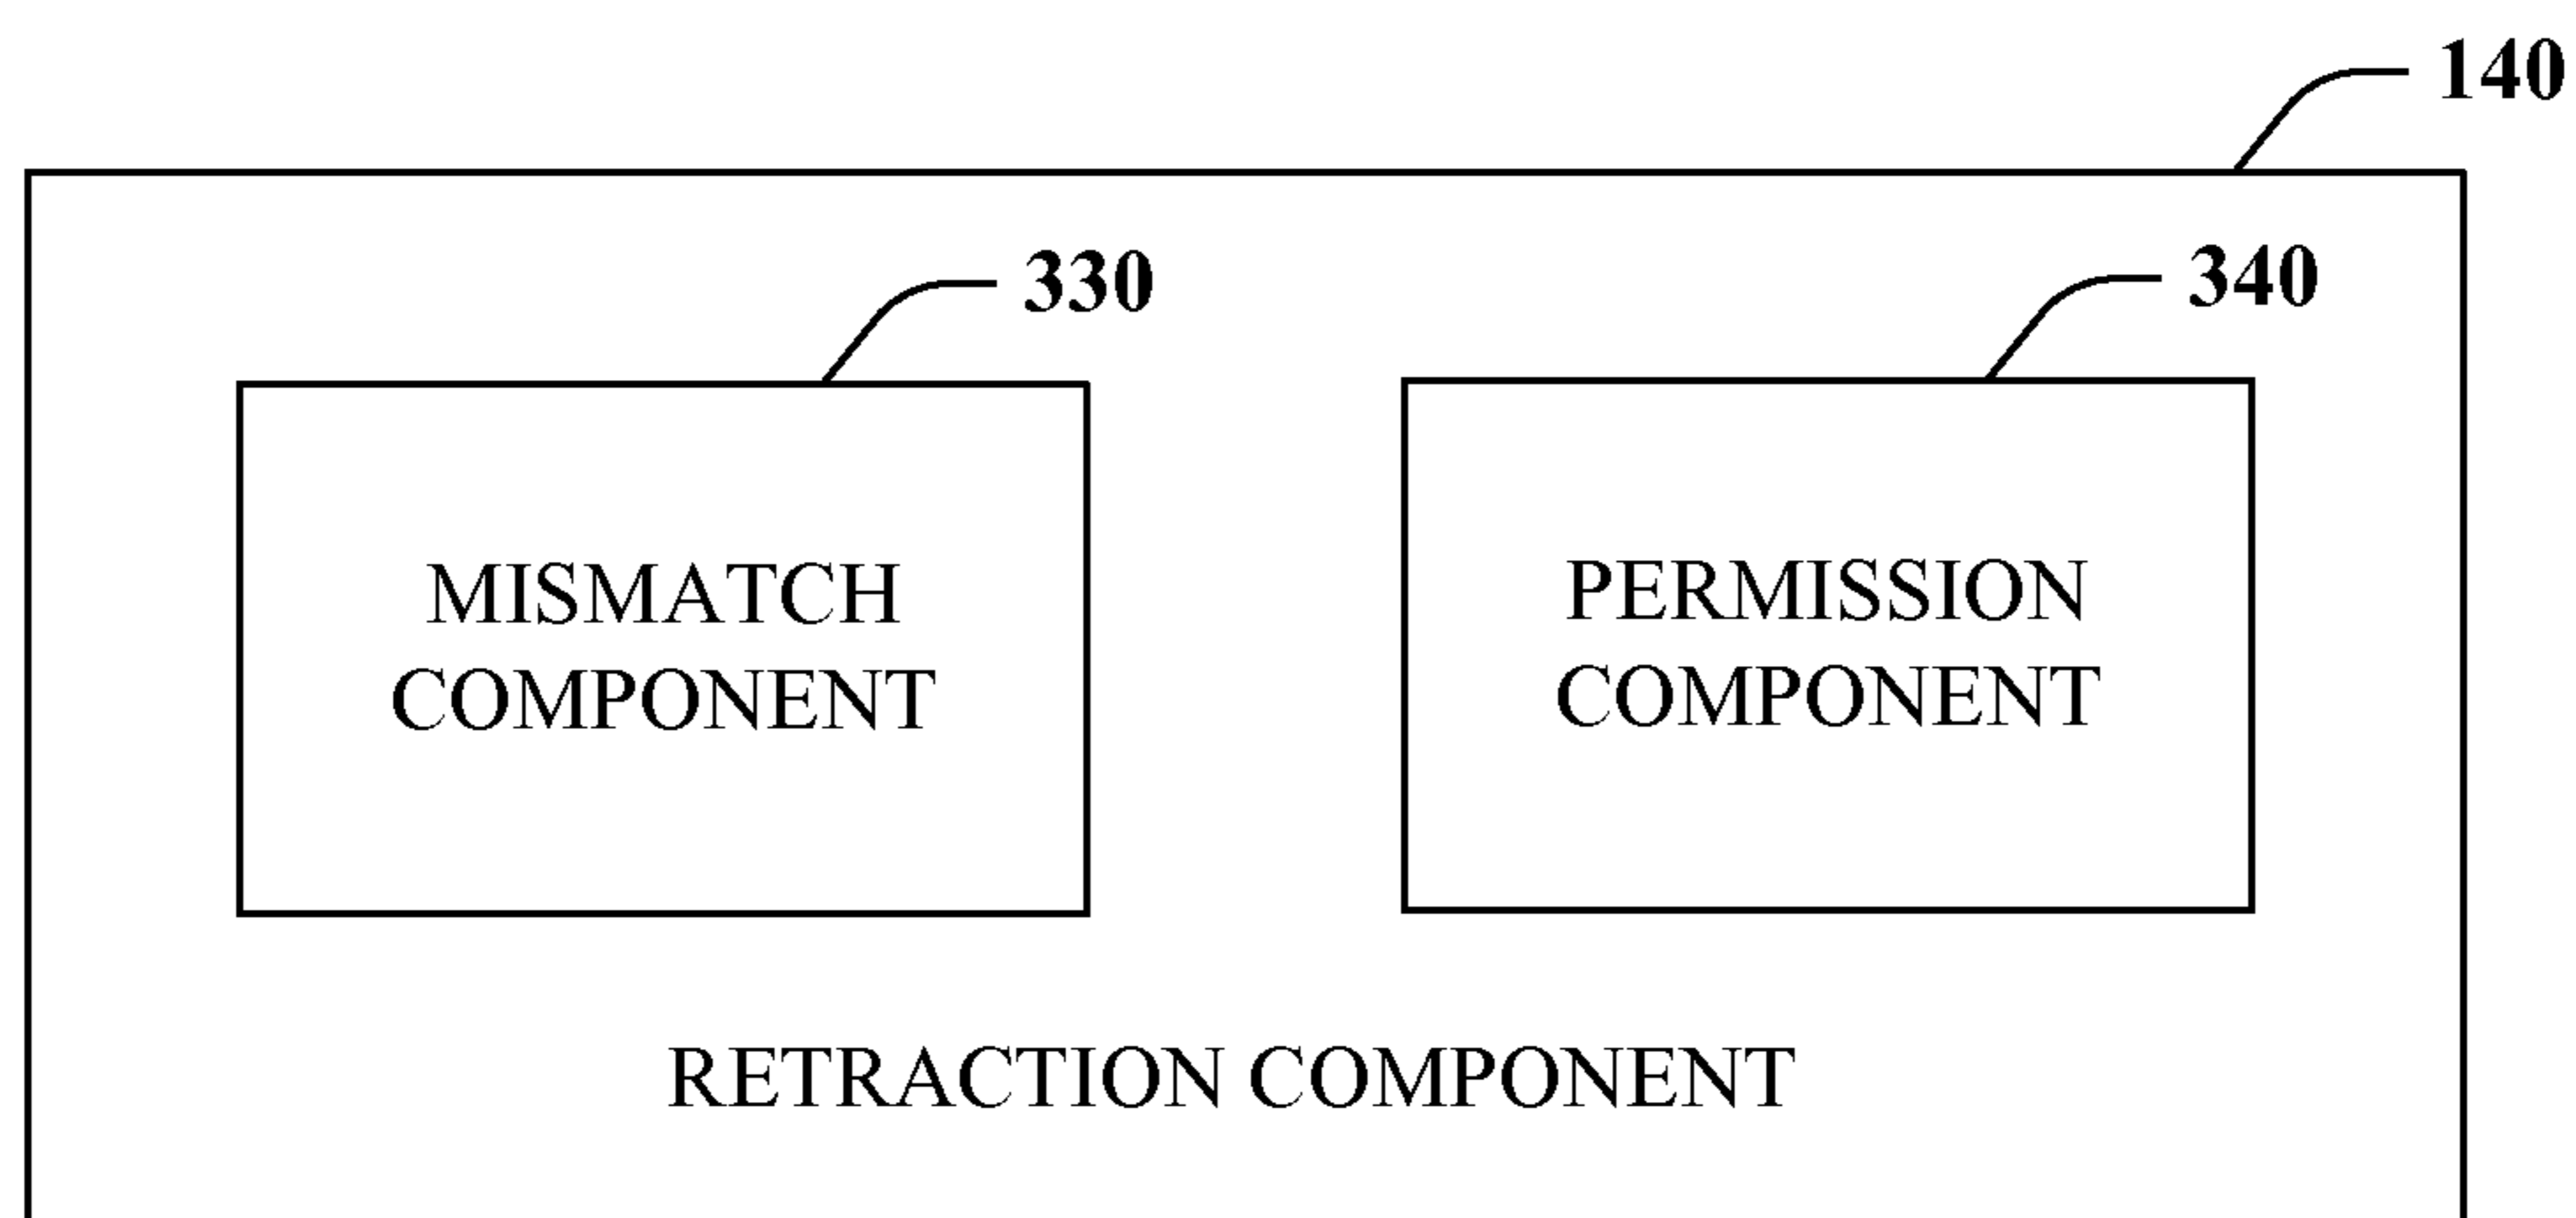 140
330
340
MISMATCH
COMPONENT
PERMISSION
COMPONENT
RETRACTION COMPONENT